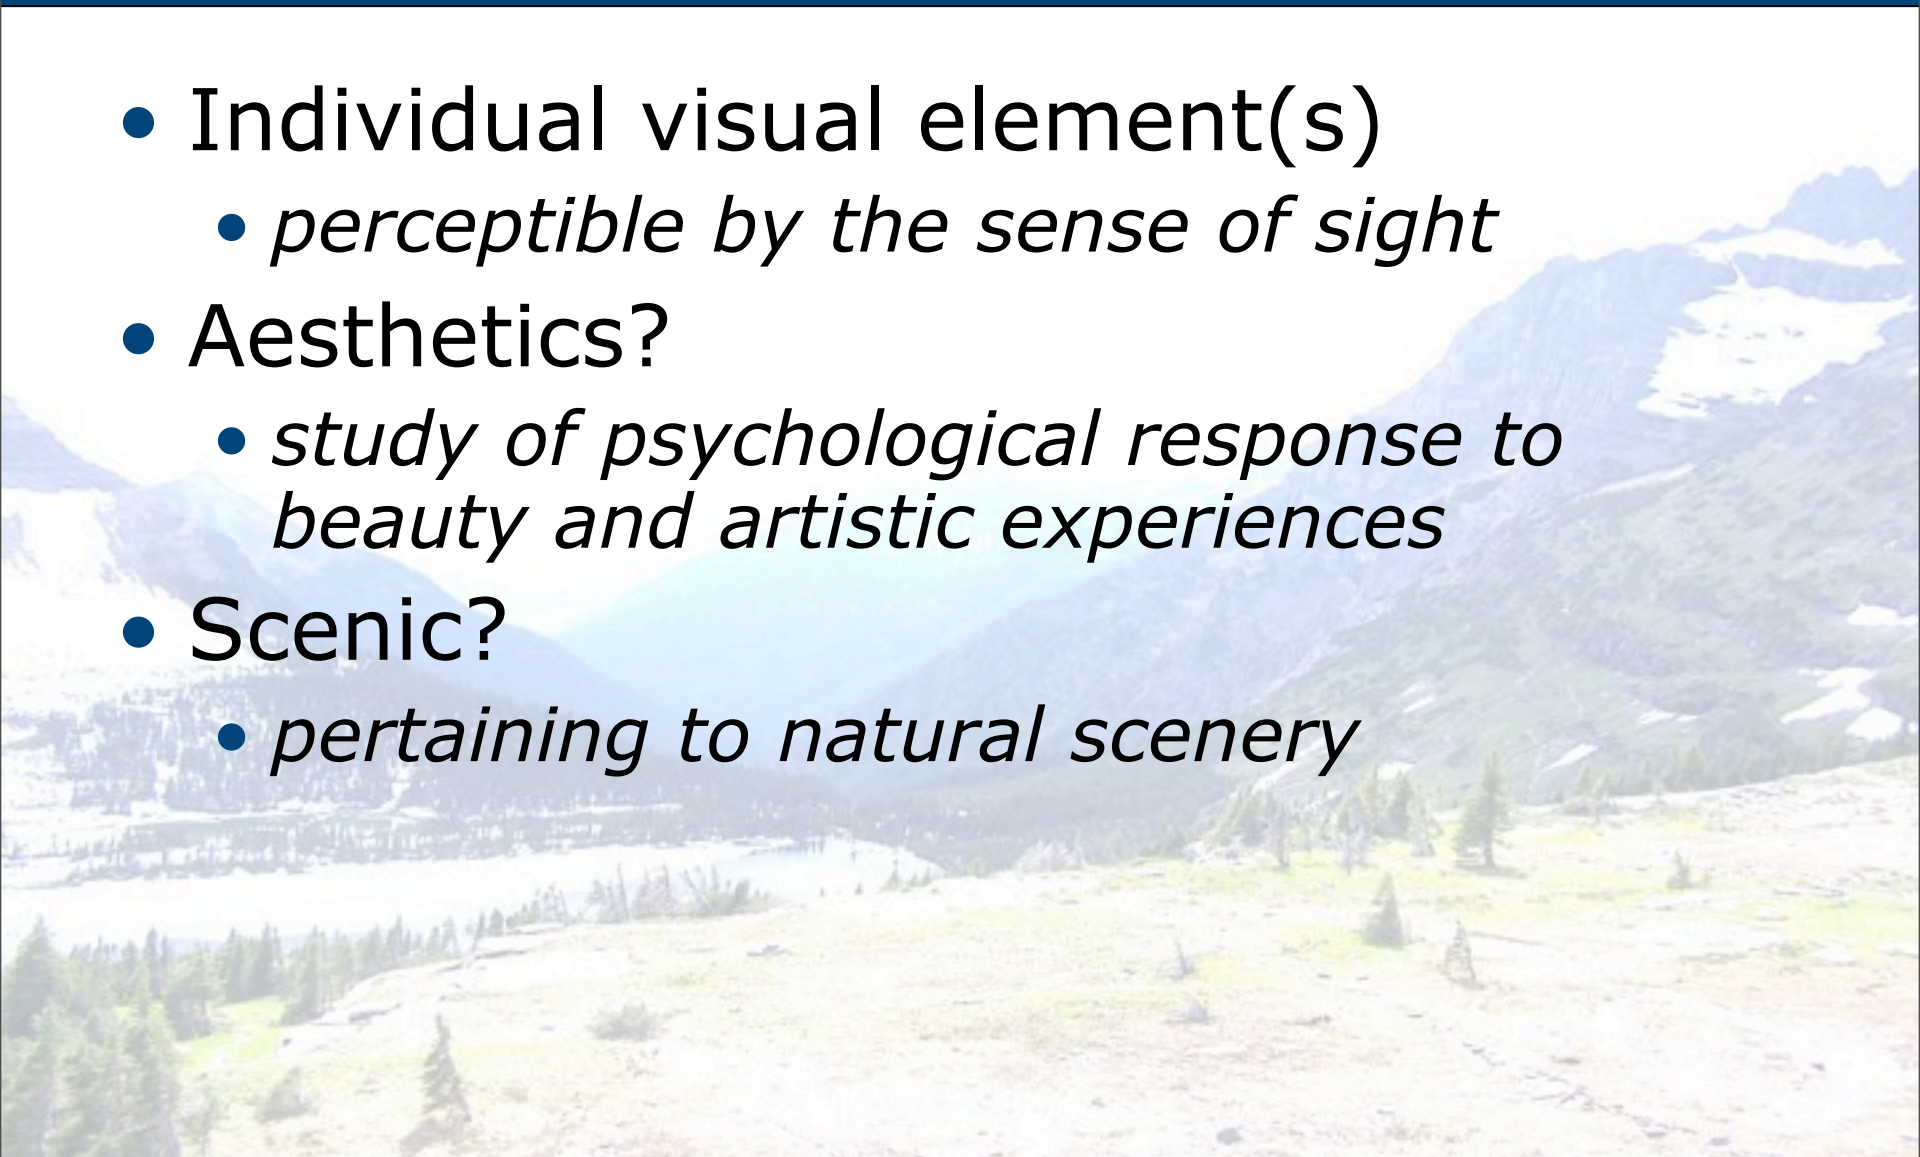 • Individual visual element(s)
• perceptible by the sense of sight
• Aesthetics?
• study of psychological response to
beauty and artistic experiences
• Scenic?
• pertaining to natural scenery